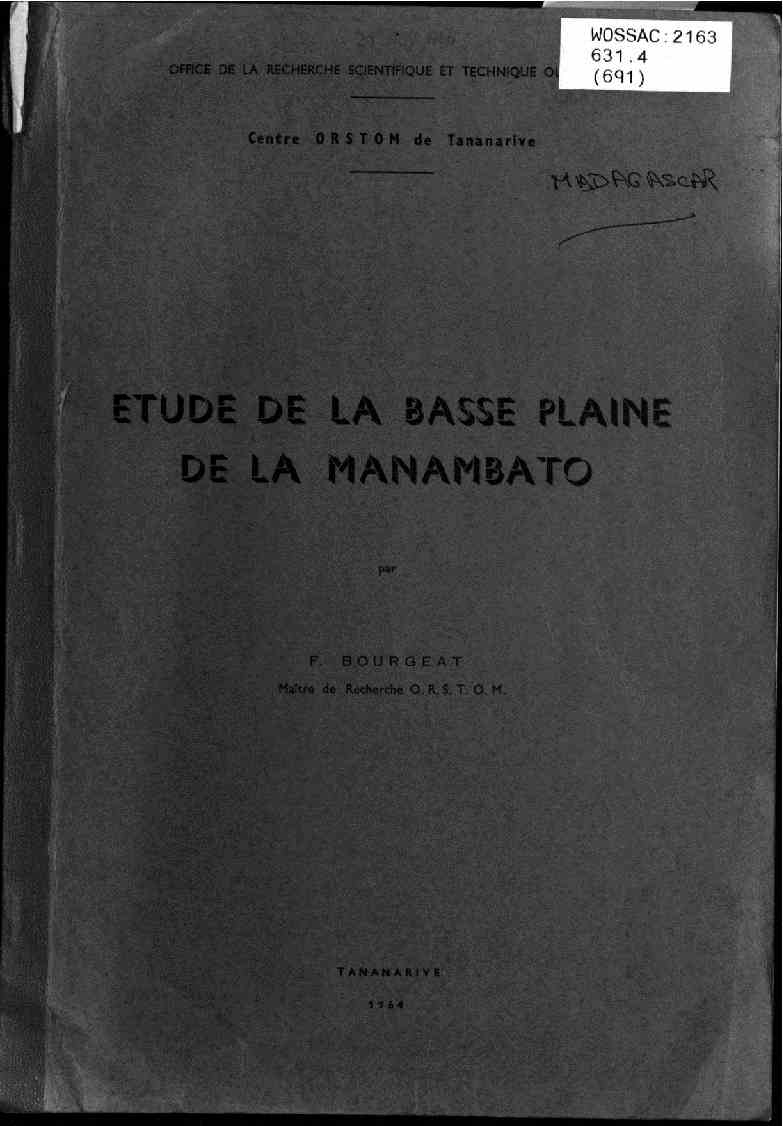 WOSSAC:2163
631.4
(691)
OFFICE DE LA RECHERCHE SCIENTIFIQUE ET TECHNIQUE
Centre ORSTOM de Tananarive
MADAGASCAR
ETUDE DE LA BASSE PLAINE
DE LA MANAMBATO
par
F. BOURGEAT
Maître de Recherche O.R.S.T.O.M.
TANANARIVE
1964